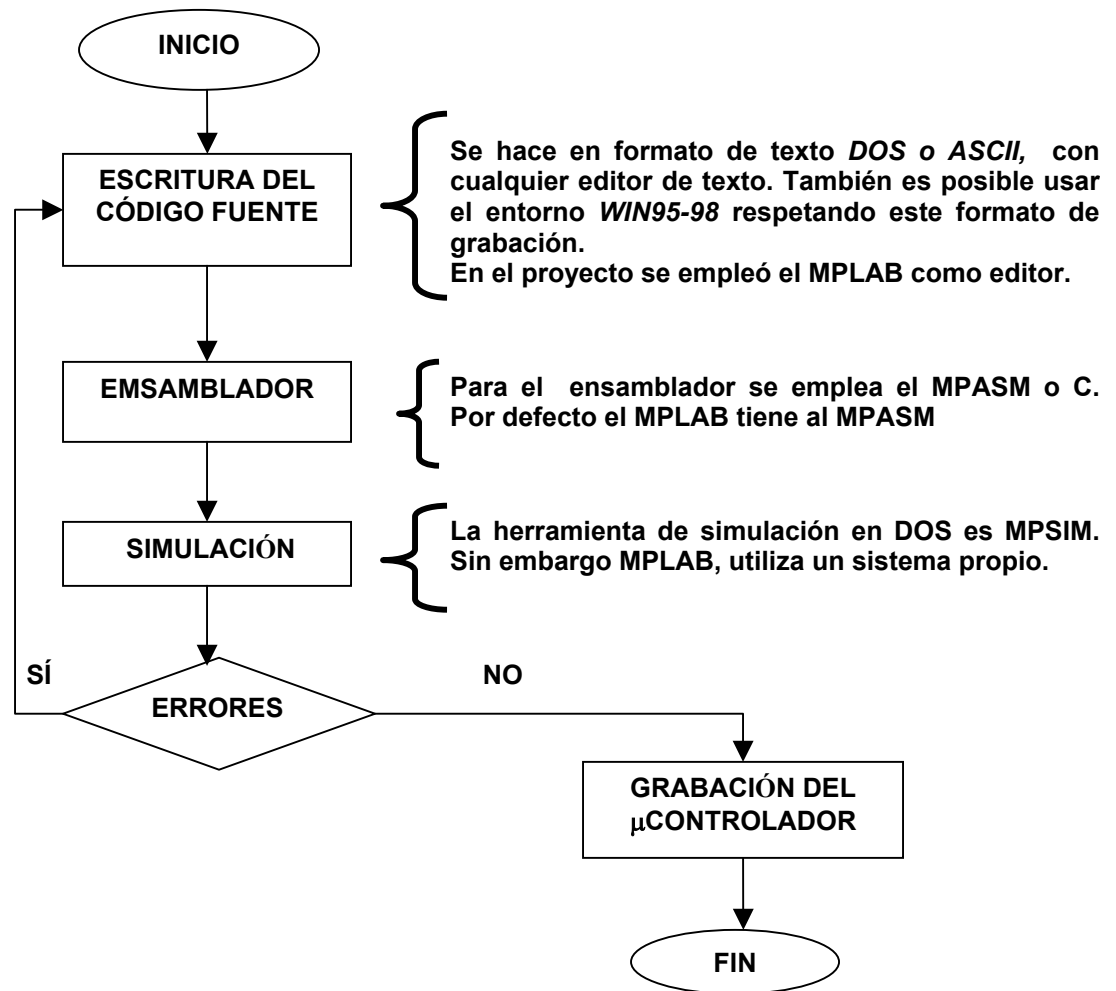 INICIO
ESCRITURA DEL
CÓDIGO FUENTE
Se hace en formato de texto DOS o ASCII, con
cualquier editor de texto. También es posible usar
el entorno WIN95-98 respetando este formato de
grabación.
En el proyecto se empleó el MPLAB como editor.
EMSAMBLADOR
Para el ensamblador se emplea el MPASM o C.
Por defecto el MPLAB tiene al MPASM
SIMULACIÓN
La herramienta de simulación en DOS es MPSIM.
Sin embargo MPLAB, utiliza un sistema propio.
SÍ
NO
ERRORES
GRABACIÓN DEL
μCONTROLADOR
FIN